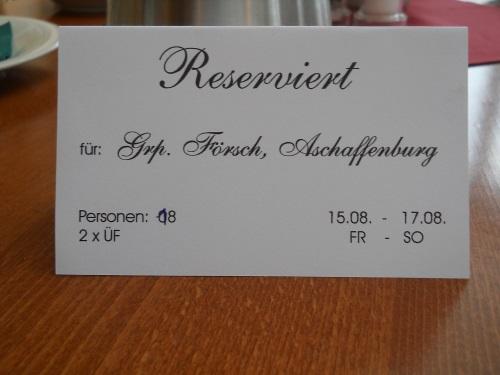 Reserviert
für: Grp. Försch, Aschaffenburg
Personen: 18 15.08. - 17.08.
2 x ÜF FR - SO